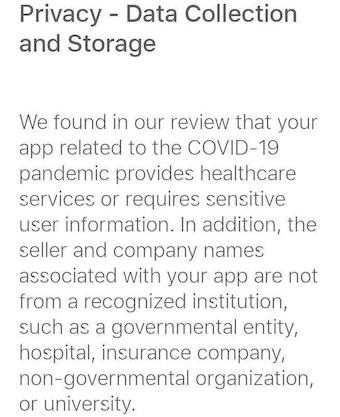 Privacy - Data Collection
and Storage
We found in our review that your
app related to the COVID-19
pandemic provides healthcare
services or requires sensitive
user information. In addition, the
seller and company names
associated with your app are not
from a recognized institution,
such as a governmental entity,
hospital, insurance company,
non-governmental organization,
or university.